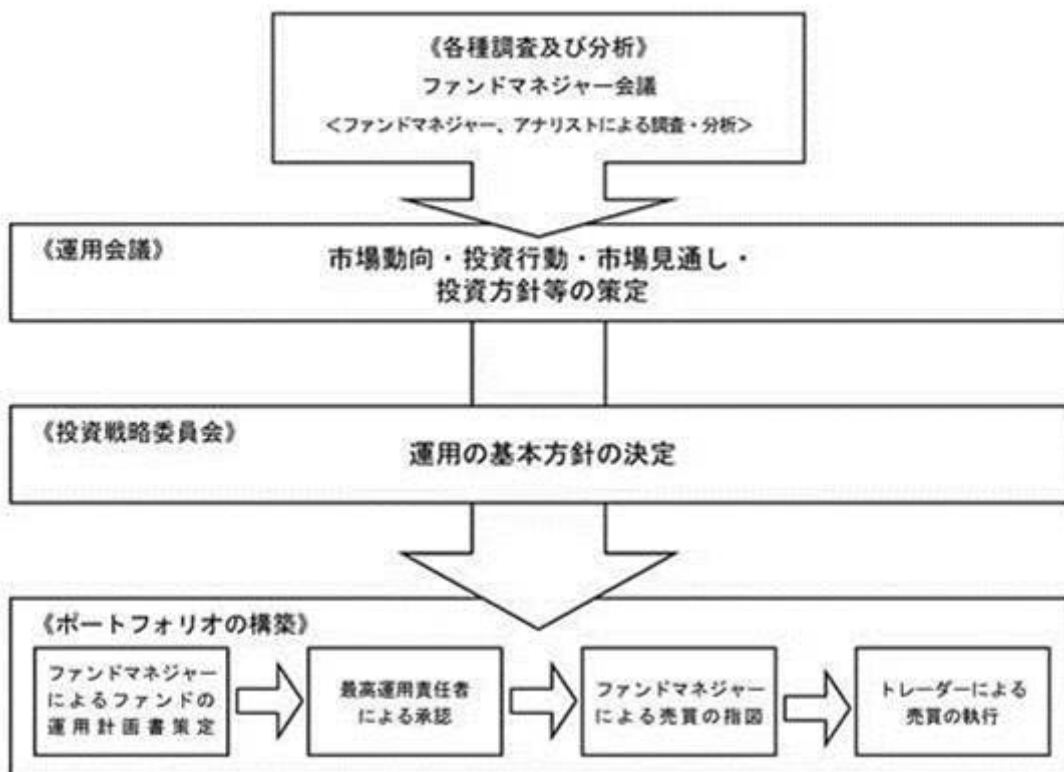 《各種調査及び分析》
ファンドマネジャー会議
＜ファンドマネジャー、アナリストによる調査・分析＞
《運用会議》
市場動向・投資行動・市場見通し・
投資方針等の策定
《投資戦略委員会》
運用の基本方針の決定
《ポートフォリオの構築》
ファンドマネジャー
によるファンドの
運用計画書策定
最高運用責任者
による承認
ファンドマネジャー
による売買の指図
トレーダーによる
売買の執行